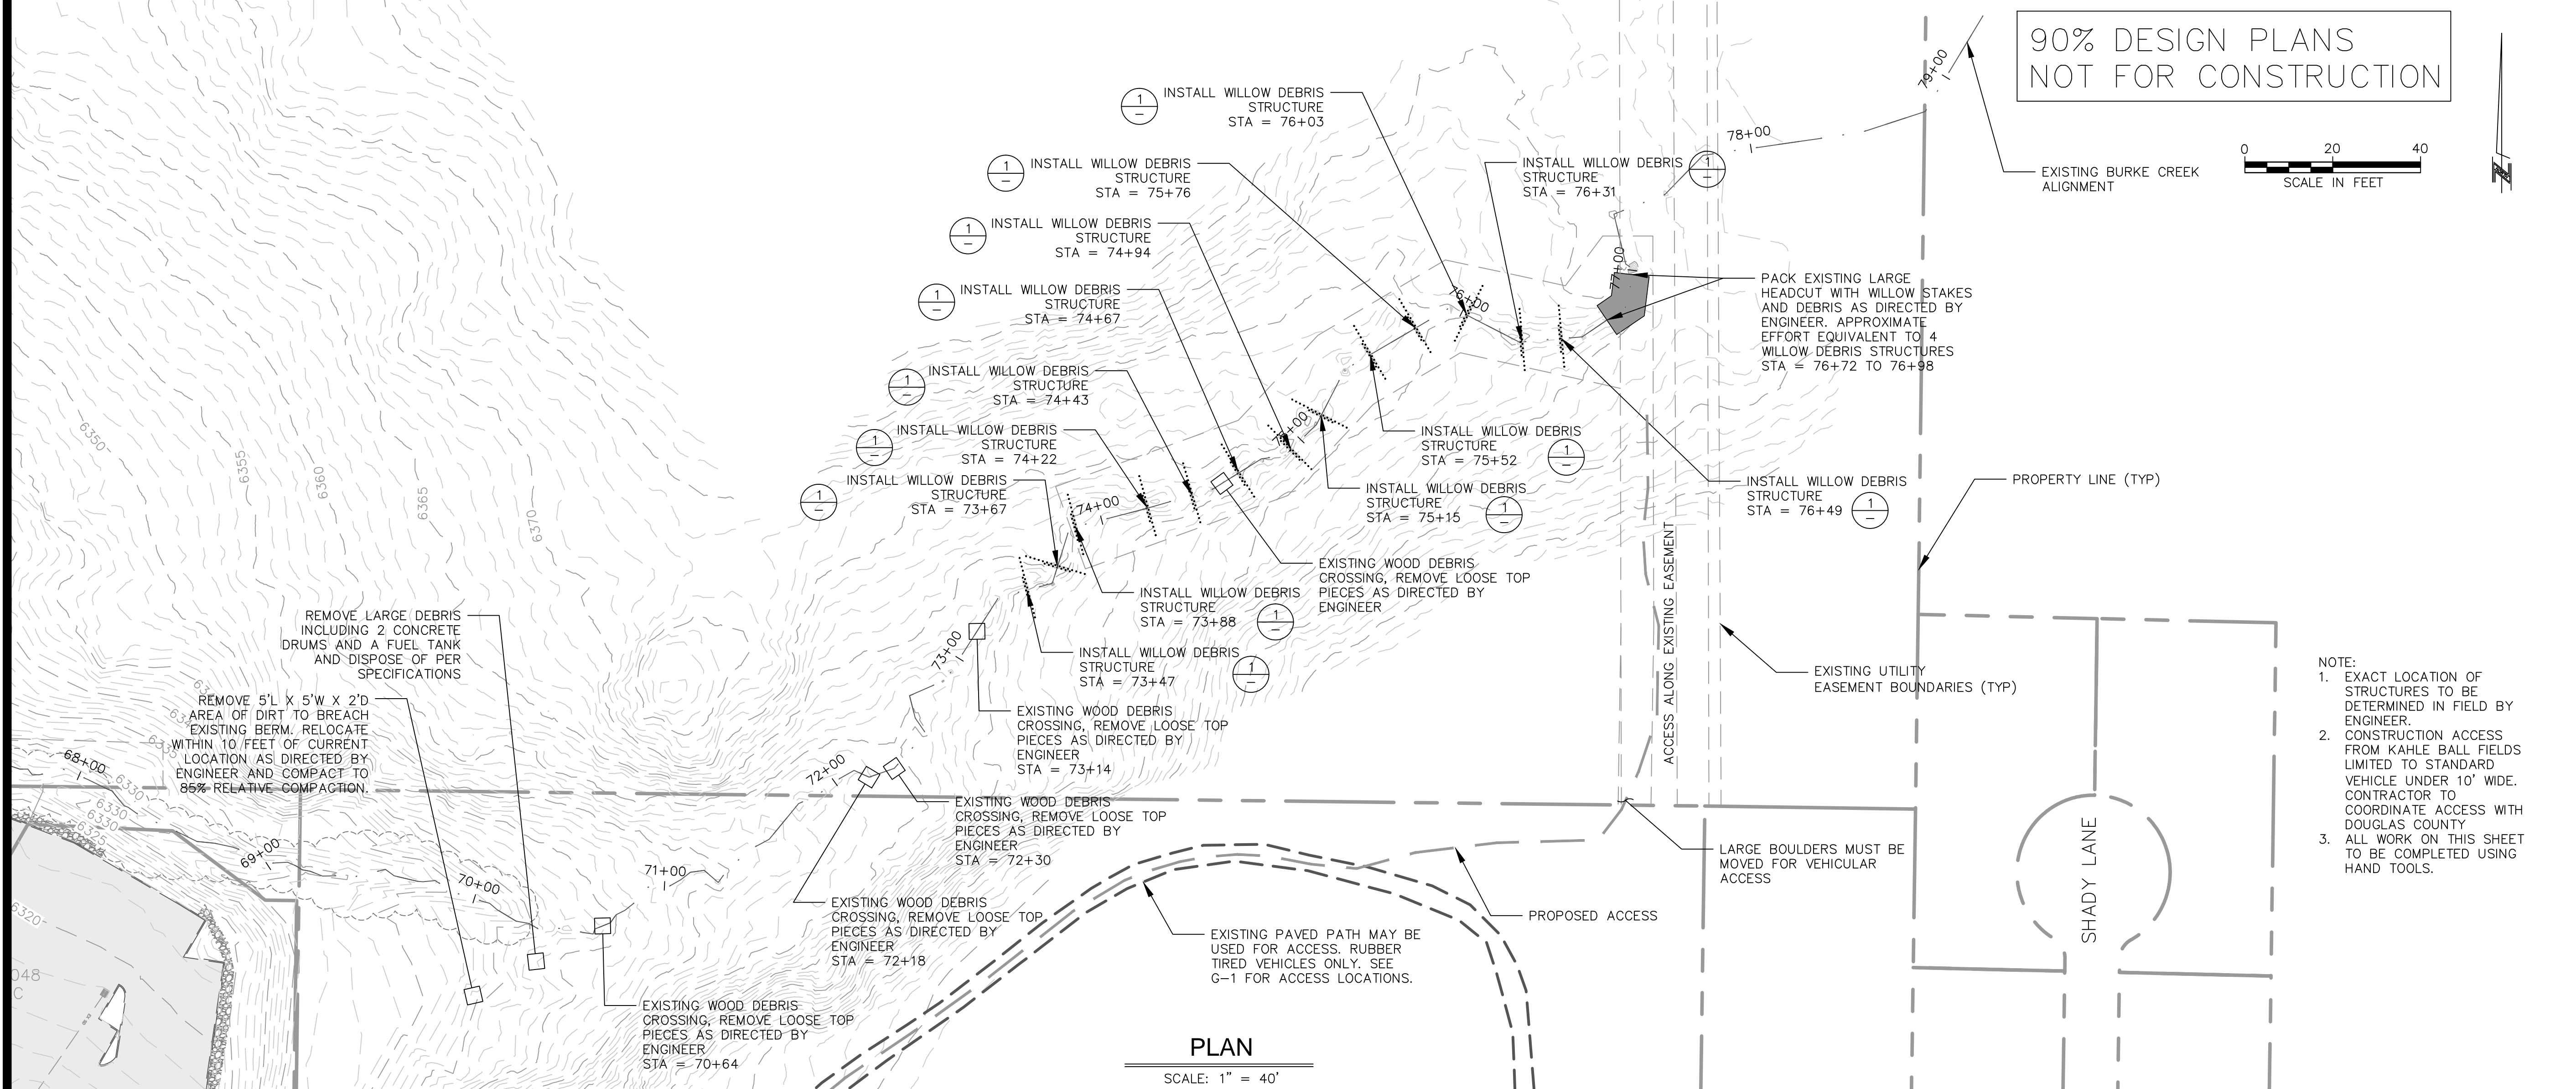 90% DESIGN PLANS
NOT FOR CONSTRUCTION
0 20 40
SCALE IN FEET
N
79+00
78+00
EXISTING BURKE CREEK
ALIGNMENT
1
–
INSTALL WILLOW DEBRIS
STRUCTURE
STA = 76+03
1
–
INSTALL WILLOW DEBRIS
STRUCTURE
STA = 75+76
INSTALL WILLOW DEBRIS
STRUCTURE
STA = 76+31
1
–
1
–
INSTALL WILLOW DEBRIS
STRUCTURE
STA = 74+94
1
–
INSTALL WILLOW DEBRIS
STRUCTURE
STA = 74+67
77+00
76+00
PACK EXISTING LARGE
HEADCUT WITH WILLOW STAKES
AND DEBRIS AS DIRECTED BY
ENGINEER. APPROXIMATE
EFFORT EQUIVALENT TO 4
WILLOW DEBRIS STRUCTURES
STA = 76+72 TO 76+98
1
–
INSTALL WILLOW DEBRIS
STRUCTURE
STA = 74+43
1
–
INSTALL WILLOW DEBRIS
STRUCTURE
STA = 74+22
75+00
INSTALL WILLOW DEBRIS
STRUCTURE
STA = 75+52
1
–
1
–
INSTALL WILLOW DEBRIS
STRUCTURE
STA = 73+67
74+00
INSTALL WILLOW DEBRIS
STRUCTURE
STA = 75+15
1
–
INSTALL WILLOW DEBRIS
STRUCTURE
STA = 76+49
1
–
PROPERTY LINE (TYP)
6350
6355
6360
6365
6370
EXISTING WOOD DEBRIS
CROSSING, REMOVE LOOSE TOP
PIECES AS DIRECTED BY
ENGINEER
INSTALL WILLOW DEBRIS
STRUCTURE
STA = 73+88
1
–
INSTALL WILLOW DEBRIS
STRUCTURE
STA = 73+47
1
–
73+00
ACCESS ALONG EXISTING EASEMENT
EXISTING UTILITY
EASEMENT BOUNDARIES (TYP)
REMOVE LARGE DEBRIS
INCLUDING 2 CONCRETE
DRUMS AND A FUEL TANK
AND DISPOSE OF PER
SPECIFICATIONS
REMOVE 5'L X 5'W X 2'D
AREA OF DIRT TO BREACH
EXISTING BERM. RELOCATE
WITHIN 10 FEET OF CURRENT
LOCATION AS DIRECTED BY
ENGINEER AND COMPACT TO
85% RELATIVE COMPACTION.
EXISTING WOOD DEBRIS
CROSSING, REMOVE LOOSE TOP
PIECES AS DIRECTED BY
ENGINEER
STA = 73+14
NOTE:
1. EXACT LOCATION OF
STRUCTURES TO BE
DETERMINED IN FIELD BY
ENGINEER.
2. CONSTRUCTION ACCESS
FROM KAHLE BALL FIELDS
LIMITED TO STANDARD
VEHICLE UNDER 10' WIDE.
CONTRACTOR TO
COORDINATE ACCESS WITH
DOUGLAS COUNTY
3. ALL WORK ON THIS SHEET
TO BE COMPLETED USING
HAND TOOLS.
68+00
6330
6330
6325
69+00
70+00
71+00
72+00
EXISTING WOOD DEBRIS
CROSSING, REMOVE LOOSE TOP
PIECES AS DIRECTED BY
ENGINEER
STA = 72+30
LARGE BOULDERS MUST BE
MOVED FOR VEHICULAR
ACCESS
SHADY LANE
EXISTING WOOD DEBRIS
CROSSING, REMOVE LOOSE TOP
PIECES AS DIRECTED BY
ENGINEER
STA = 72+18
PROPOSED ACCESS
EXISTING PAVED PATH MAY BE
USED FOR ACCESS. RUBBER
TIRED VEHICLES ONLY. SEE
G-1 FOR ACCESS LOCATIONS.
6320
048
C
EXISTING WOOD DEBRIS
CROSSING, REMOVE LOOSE TOP
PIECES AS DIRECTED BY
ENGINEER
STA = 70+64
PLAN
SCALE: 1" = 40'